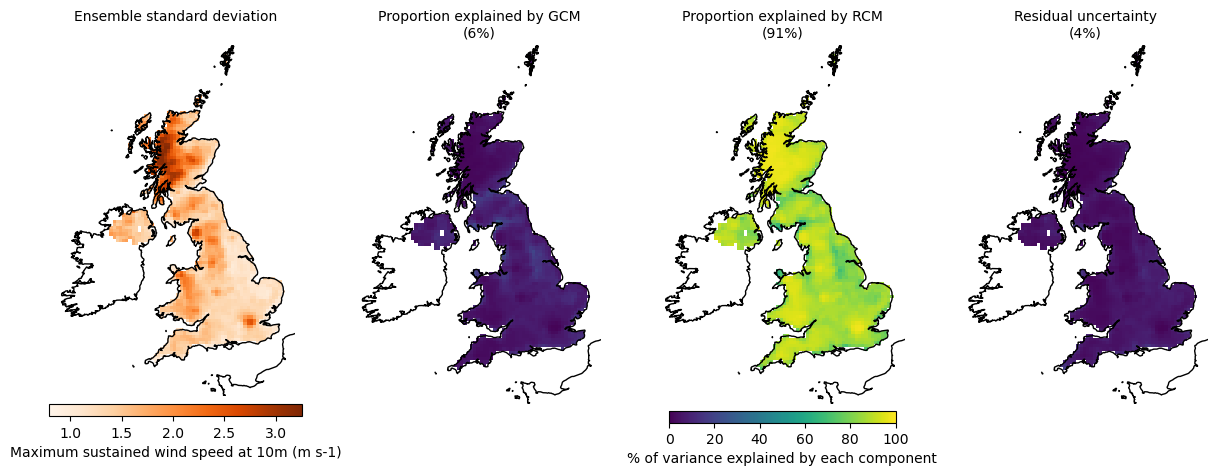 Ensemble standard deviation
Proportion explained by GCM
(6%)
Proportion explained by RCM
(91%)
Residual uncertainty
(4%)
1.0 1.5 2.0 2.5 3.0
Maximum sustained wind speed at 10m (m s-1)
0 20 40 60 80 100
% of variance explained by each component